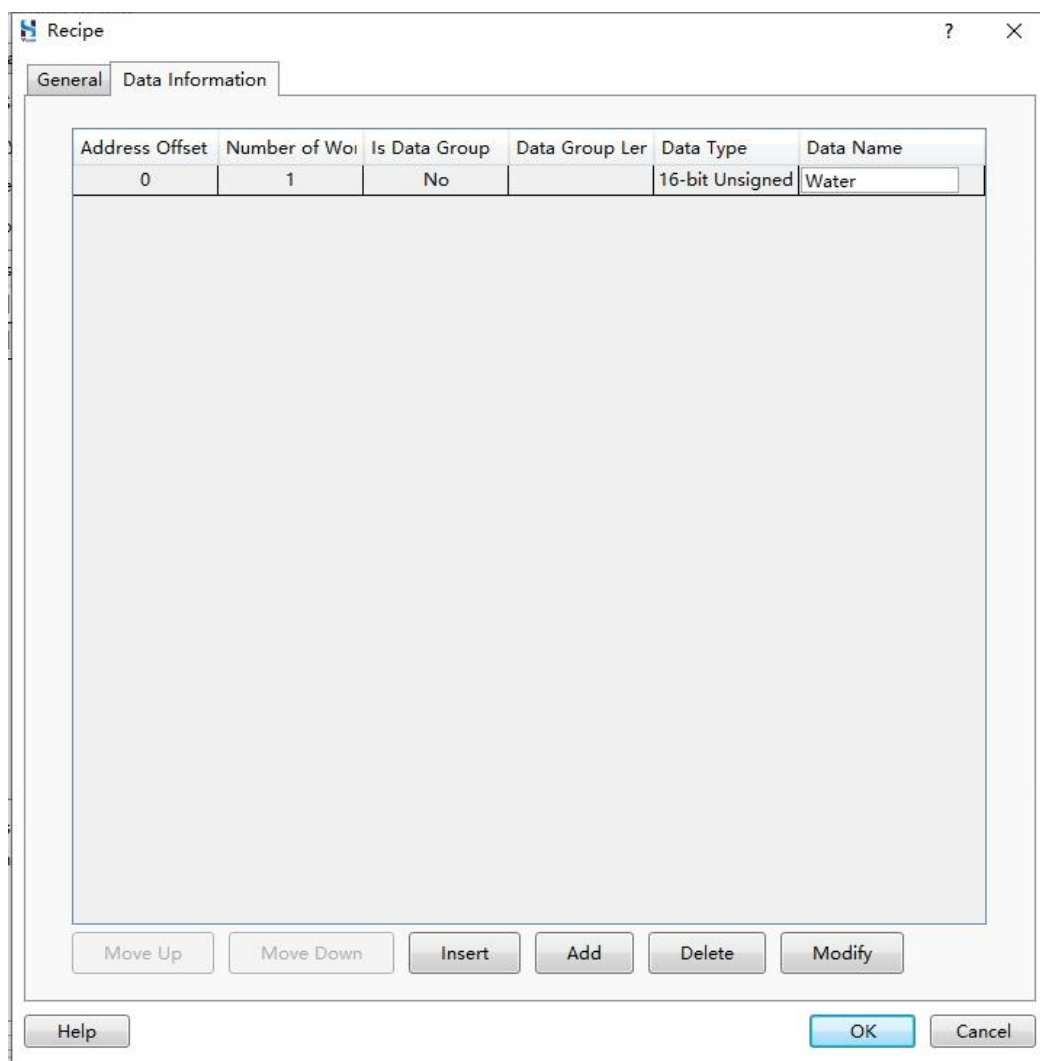 Recipe
General Data Information
Address Offset Number of Wor Is Data Group Data Group Ler Data Type Data Name
0 1 No 16-bit Unsigned Water
Move Up Move Down Insert Add Delete Modify
Help OK Cancel